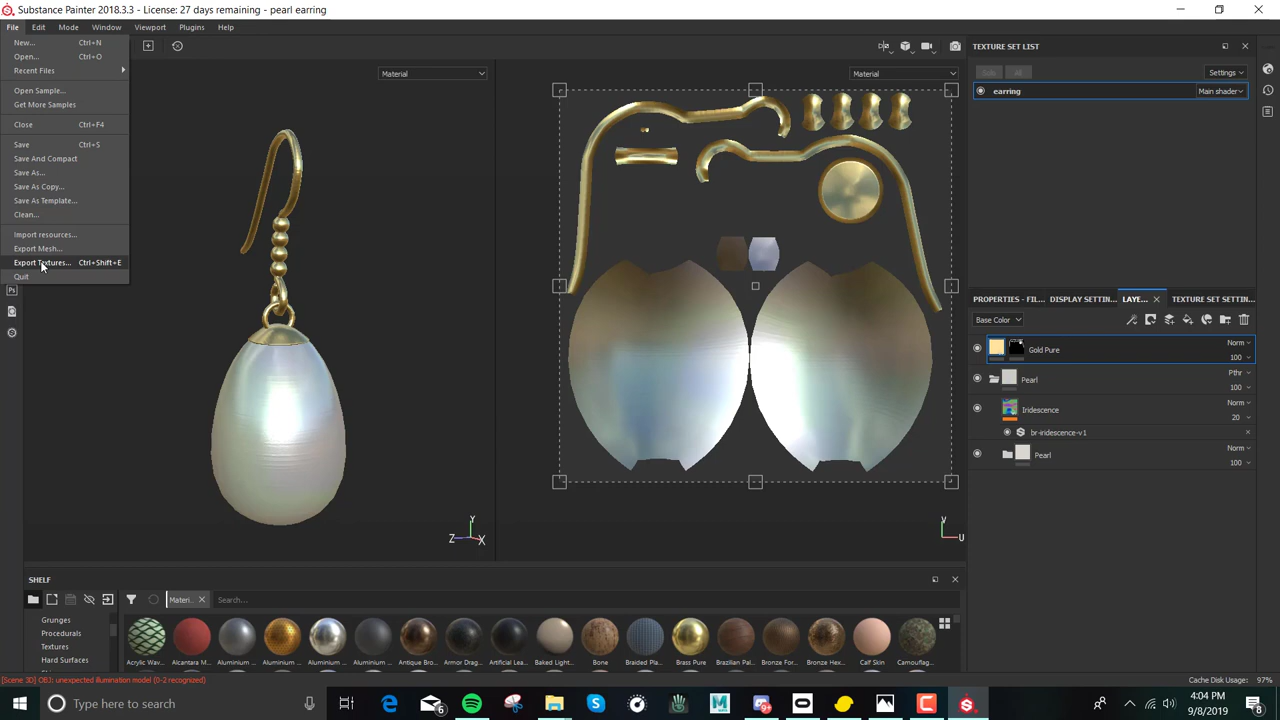 Substance Painter 2018.3.3 - License: 27 days remaining - pearl earring
File Edit Mode Window Viewport Plugins Help
New... Ctrl+N
Open... Ctrl+O
Recent Files
Open Sample...
Get More Samples
Close Ctrl+F4
Save Ctrl+S
Save And Compact
Save As...
Save As Copy...
Save As Template...
Clean...
Import resources...
Export Mesh...
Export Textures... Ctrl+Shift+E
Quit
Ps
Material
Material
Y
Z X
V
U
TEXTURE SET LIST
Solo All Settings
earring Main shader
PROPERTIES - FIL... DISPLAY SETTIN... LAYE... TEXTURE SET SETTIN...
Base Color
Gold Pure Norm
100
Pearl Pthr
100
Iridescence Norm
20
br-iridescence-v1
Pearl Norm
100
SHELF
Materi... Search...
Grunges
Procedurals
Textures
Hard Surfaces
Acrylic Wav... Alcantara M... Aluminium ... Aluminium ... Aluminium ... Aluminium ... Antique Bro... Armor Drag... Artificial Lea... Baked Light... Bone Braided Pla... Brass Pure Brazilian Pal... Bronze For... Bronze Hex... Calf Skin Camouflag...
[Scene 3D] OBJ: unexpected illumination model (0-2 recognized)
Cache Disk Usage: 97%
Type here to search
4:04 PM
9/8/2019